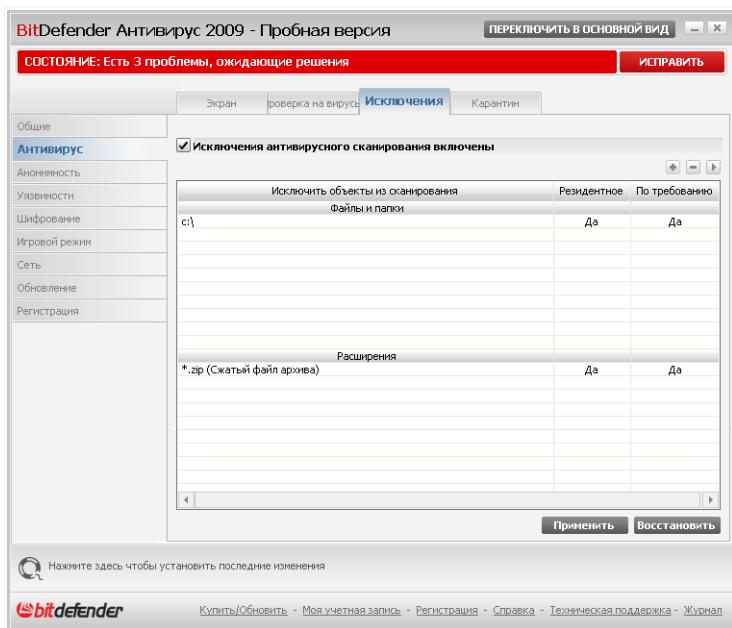 BitDefender Антивирус 2009 - Пробная версия
ПЕРЕКЛЮЧИТЬ В ОСНОВНОЙ ВИД
СОСТОЯНИЕ: Есть 3 проблемы, ожидающие решения
ИСПРАВИТЬ
Экран
роверка на вирусы
Исключения
Карантин
Общие
Антивирус
Анонинность
Уязвиности
Шифрование
Игровой режин
Сеть
Обновление
Регистрация
Исключения антивирусного сканирования включены
Исключить объекты из сканирования
Резидентное
По требованию
Файлы и папки
c:\
Да
Да
Расширения
*.zip (Сжатый файл архива)
Да
Да
Применить
Восстановить
Нажмите здесь чтобы установить последние изменения
bitdefender
Купить/Обновить - Моя учетная запись - Регистрация - Справка - Техническая поддержка - Журнал